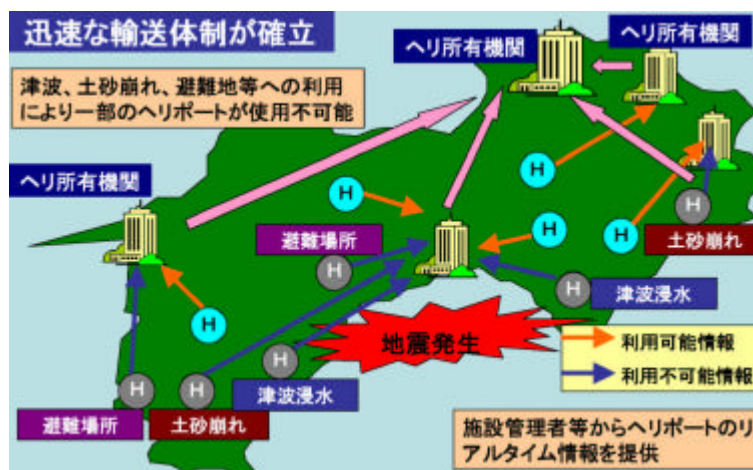 迅速な輸送体制が確立
ヘリ所有機関
ヘリ所有機関
津波、土砂崩れ、避難地等への利用
により一部のヘリポートが使用不可能
ヘリ所有機関
H
H
H
避難場所
H
H
H
土砂崩れ
H
津波浸水
H
地震発生
利用可能情報
利用不可能情報
H
H
H
津波浸水
避難場所
土砂崩れ
施設管理者等からヘリポートのリ
アルタイム情報を提供